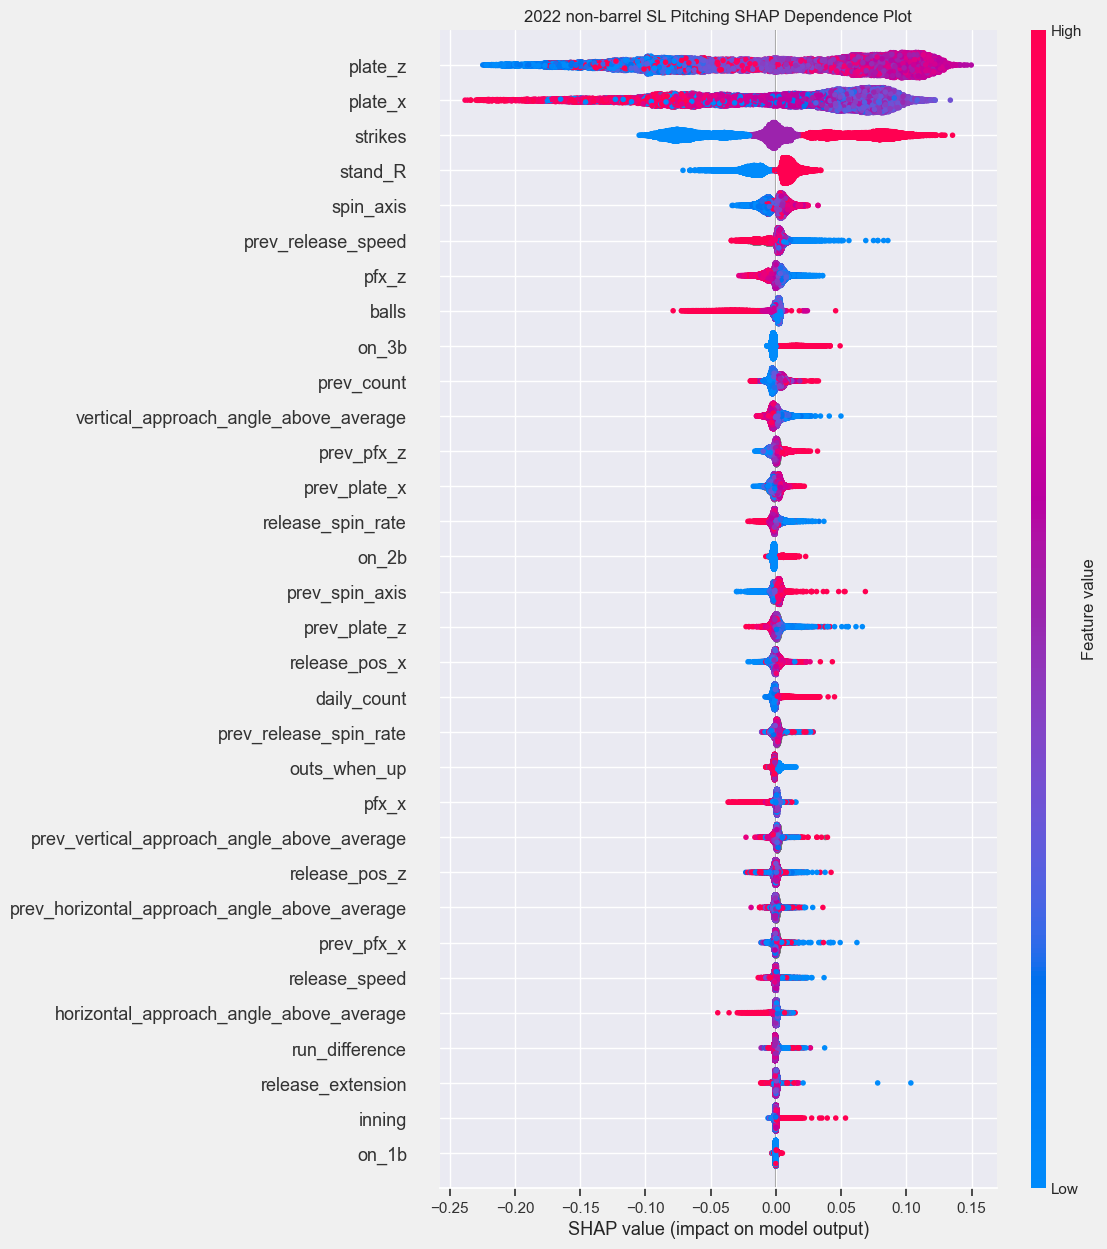 2022 non-barrel SL Pitching SHAP Dependence Plot
High
plate_z
plate_x
strikes
stand_R
spin_axis
prev_release_speed
pfx_z
balls
on_3b
prev_count
vertical_approach_angle_above_average
prev_pfx_z
prev_plate_x
release_spin_rate
on_2b
prev_spin_axis
prev_plate_z
release_pos_x
daily_count
prev_release_spin_rate
outs_when_up
pfx_x
prev_vertical_approach_angle_above_average
release_pos_z
prev_horizontal_approach_angle_above_average
prev_pfx_x
release_speed
horizontal_approach_angle_above_average
run_difference
release_extension
inning
on_1b
Feature value
Low
−0.25 −0.20 −0.15 −0.10 −0.05 0.00 0.05 0.10 0.15
SHAP value (impact on model output)